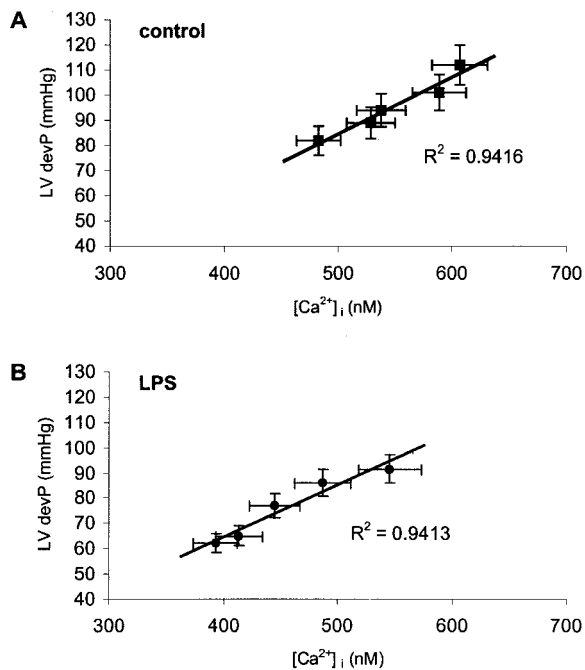 A
control
LV devP (mmHg)
130
120
110
100
90
80
70
60
50
40
R² = 0.9416
300 400 500 600 700
[Ca²⁺] i (nM)
B
LPS
LV devP (mmHg)
130
120
110
100
90
80
70
60
50
40
R² = 0.9413
300 400 500 600 700
[Ca²⁺] i (nM)